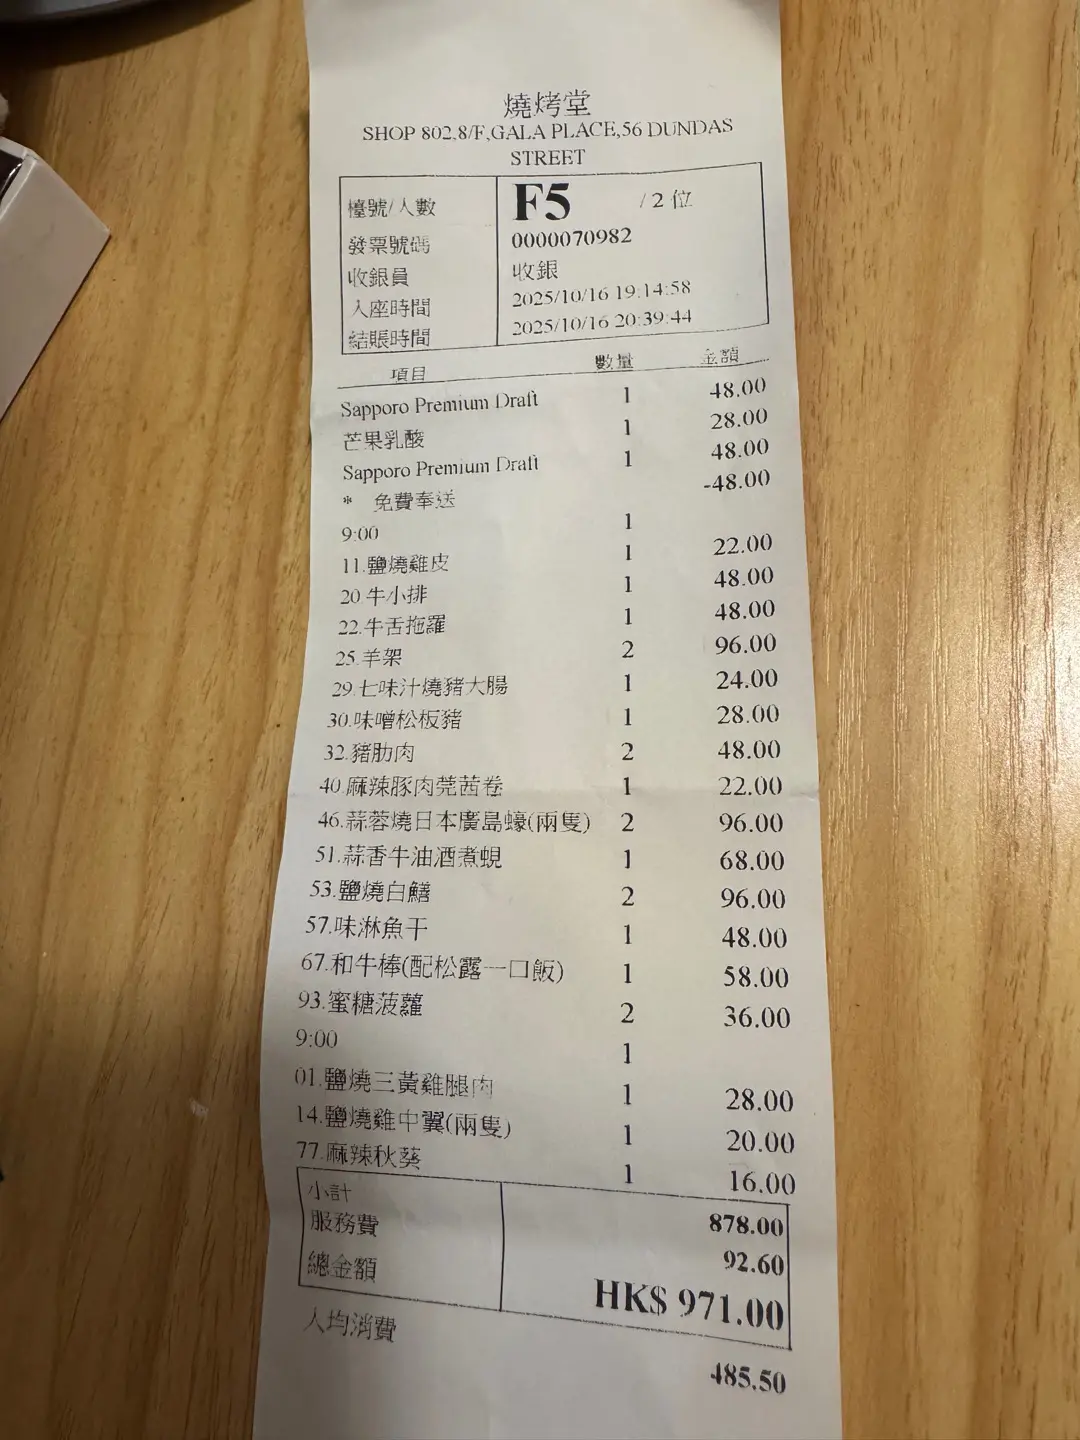 燒烤堂
SHOP 802,8/F,GALA PLACE,56 DUNDAS
STREET
檯號/人數 F5 / 2 位
發票號碼 0000070982
收銀員 收銀
入座時間 2025/10/16 19:14:58
結賬時間 2025/10/16 20:39:44
項目 數量 金額
Sapporo Premium Draft 1 48.00
芒果乳酸 1 28.00
Sapporo Premium Draft 1 48.00
* 免費奉送 -48.00
9:00 1
11.鹽燒雞皮 1 22.00
20.牛小排 1 48.00
22.牛舌拖羅 1 48.00
25.羊架 2 96.00
29.七味汁燒豬大腸 1 24.00
30.味噌松板豬 1 28.00
32.豬肋肉 2 48.00
40.麻辣豚肉莞茜卷 1 22.00
46.蒜蓉燒日本廣島蠔(兩隻) 2 96.00
51.蒜香牛油酒煮蜆 1 68.00
53.鹽燒白鱔 2 96.00
57.味淋魚干 1 48.00
67.和牛棒(配松露一口飯) 1 58.00
93.蜜糖菠蘿 2 36.00
9:00 1
01.鹽燒三黃雞腿肉 1 28.00
14.鹽燒雞中翼(兩隻) 1 20.00
77.麻辣秋葵 1 16.00
小計 878.00
服務費 92.60
總金額 HK$ 971.00
人均消費 485.50